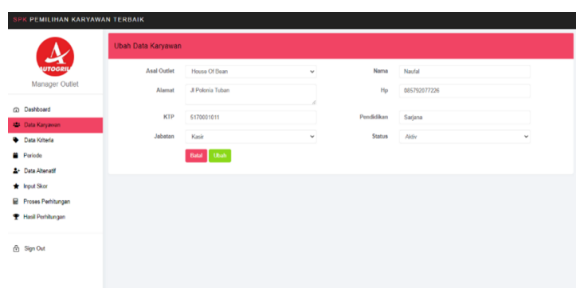 SPK PEMILIHAN KARYAWAN TERBAIK
AUTOGRILL
Manager Outlet
Dashboard
Data Karyawan
Data Kriteria
Periode
Data Alternatif
Input Skor
Proses Perhitungan
Hasil Perhitungan
Sign Out
Ubah Data Karyawan
Asal Outlet House Of Bean Nama Naufal
Alamat Jl Polonia Tuban Hp 085792077226
KTP 5170001011 Pendidikan Sarjana
Jabatan Kasir Status Aktiv
Batal Ubah